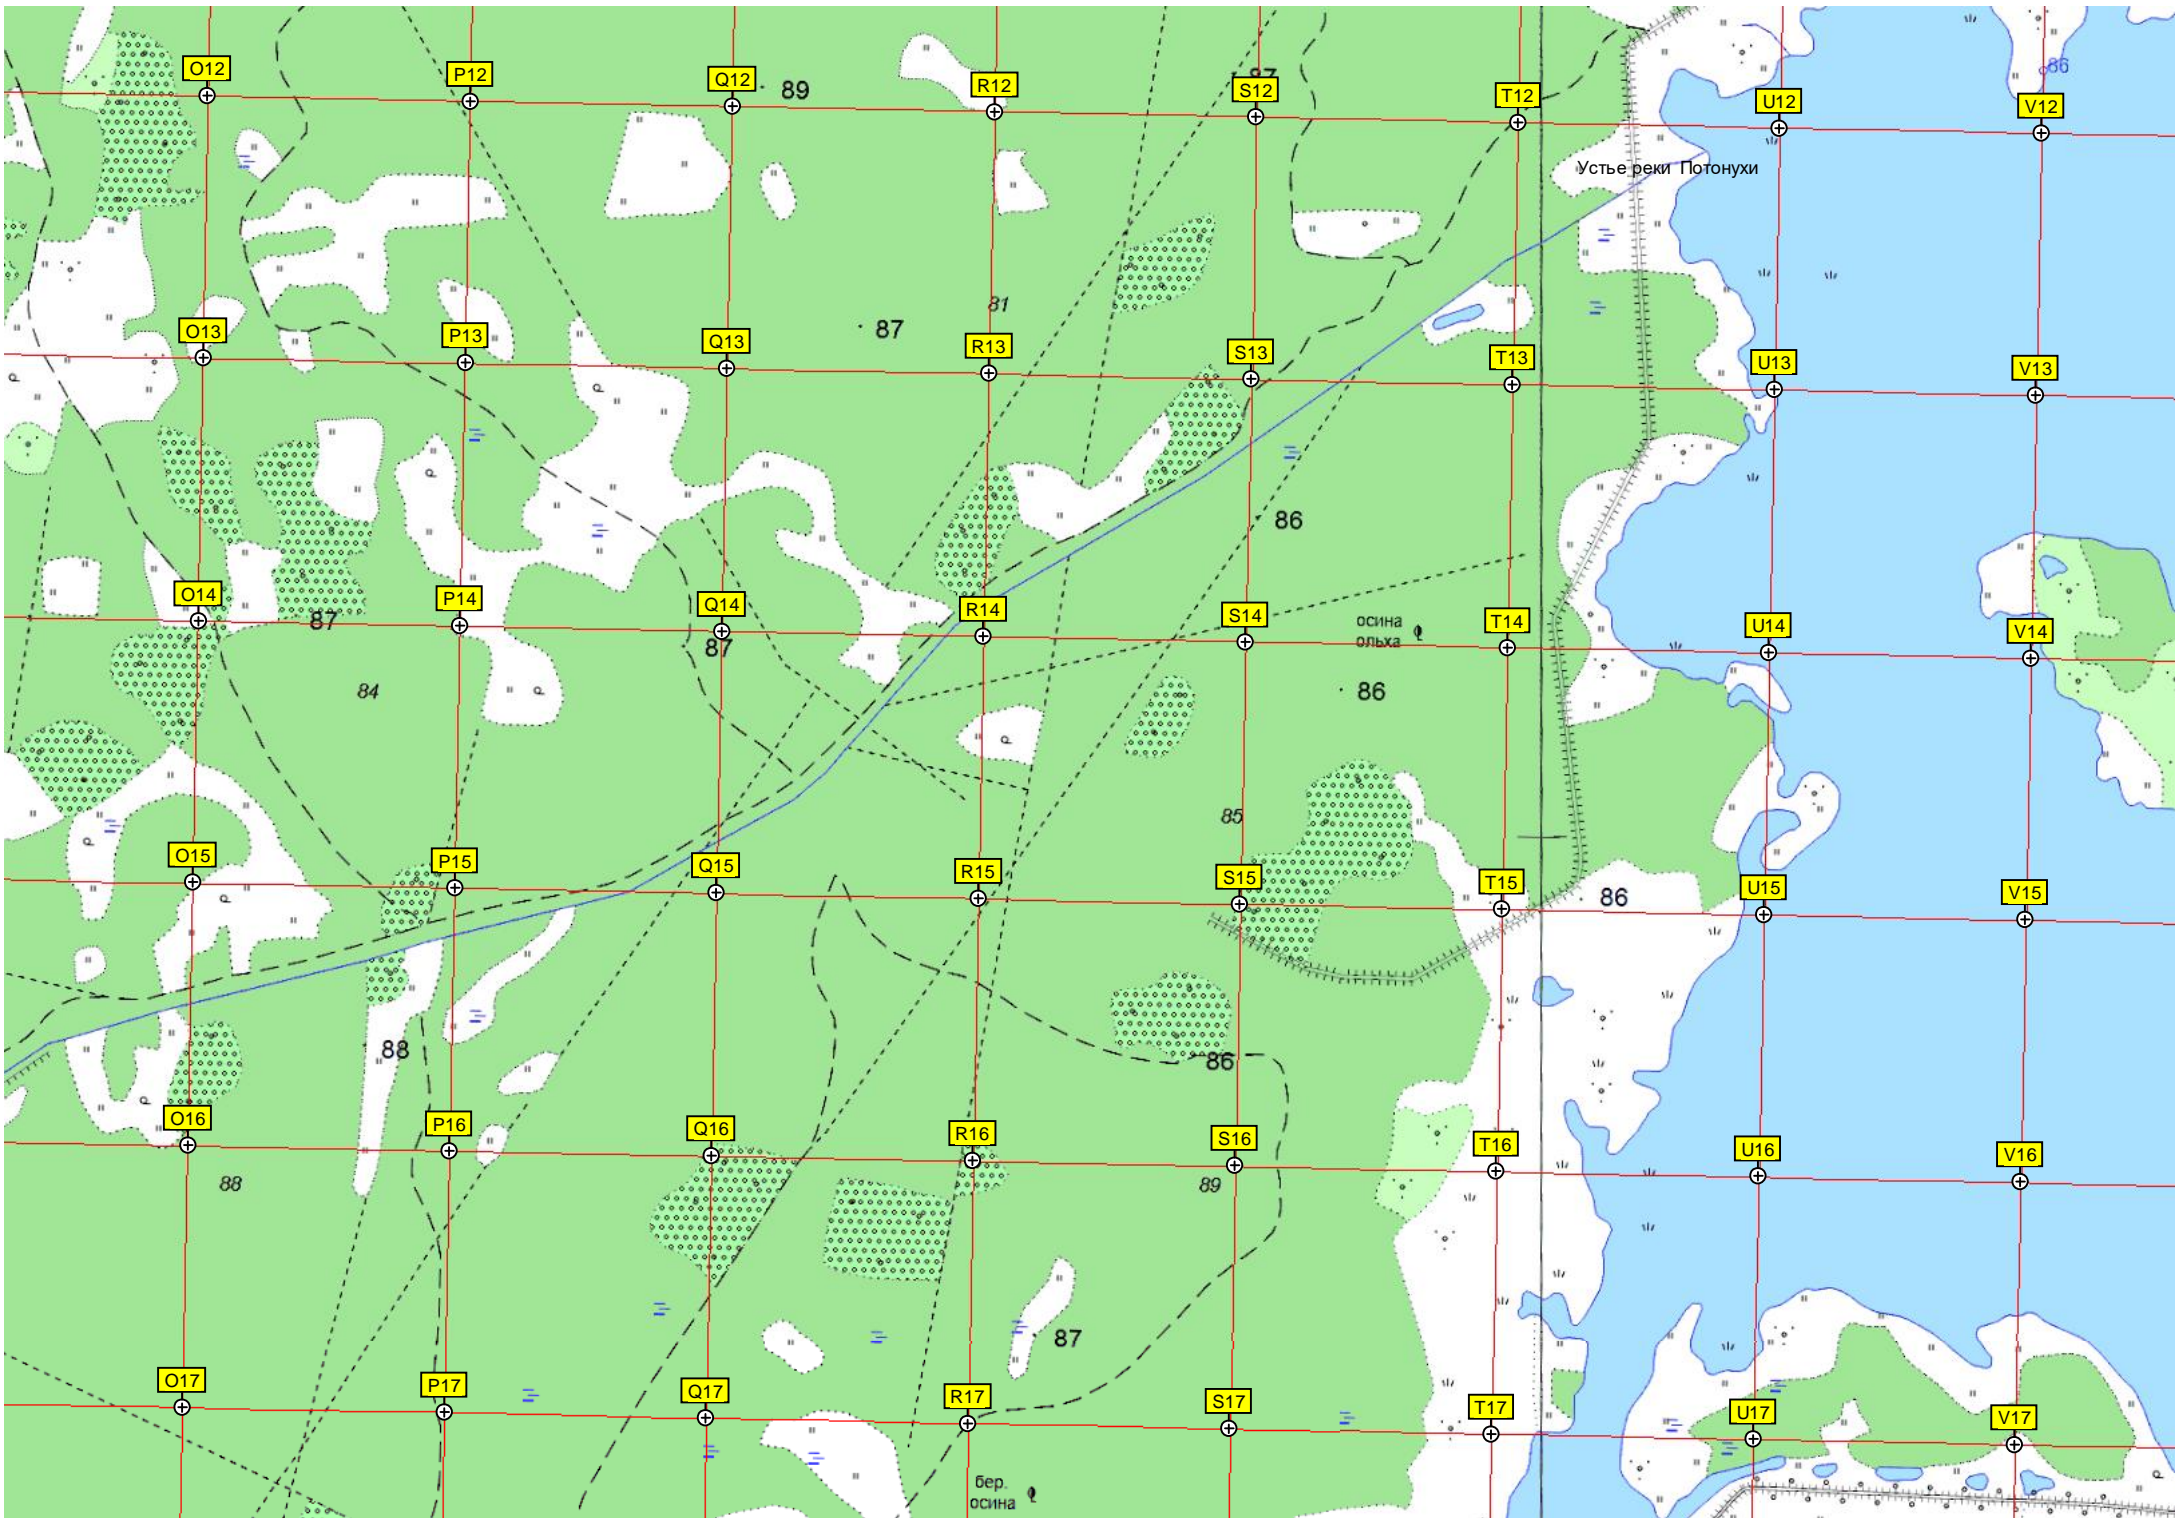 O12
P12
Q12
89
R12
87
S12
T12
U12
86
V12
Устье реки Потонухи
O13
P13
Q13
87
81
R13
S13
T13
U13
V13
86
O14
87
P14
Q14
87
R14
S14
осина
ольха
T14
U14
V14
84
86
85
O15
P15
Q15
R15
S15
T15
86
U15
V15
88
86
O16
P16
Q16
R16
S16
T16
U16
V16
88
89
87
O17
P17
Q17
R17
S17
T17
U17
V17
бер.
осина